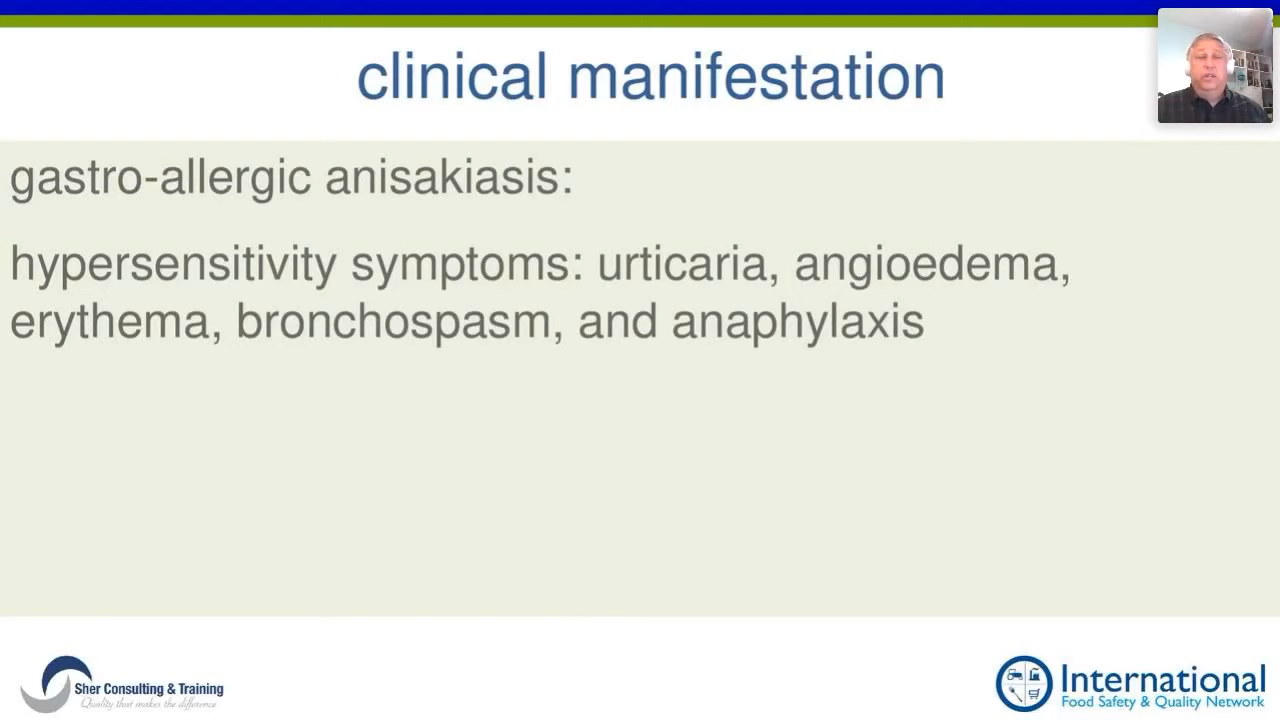 clinical manifestation
gastro-allergic anisakiasis:
hypersensitivity symptoms: urticaria, angioedema,
erythema, bronchospasm, and anaphylaxis
Sher Consulting & Training
Quality that makes the difference
International
Food Safety & Quality Network